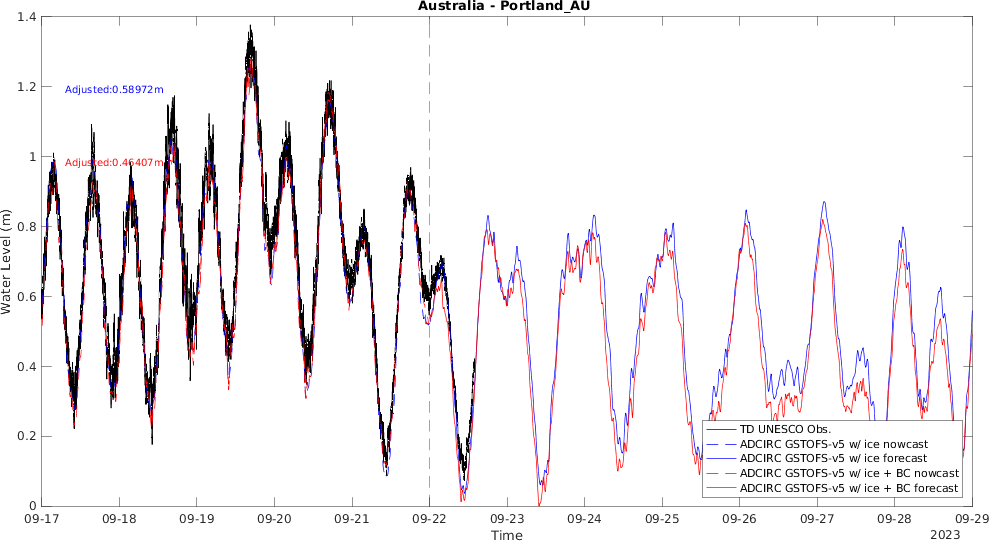 Australia - Portland_AU
1.4
1.2
1
0.8
0.6
0.4
0.2
0
Water Level (m)
Adjusted:0.58972m
Adjusted:0.46407m
TD UNESCO Obs.
ADCIRC GSTOFS-v5 w/ ice nowcast
ADCIRC GSTOFS-v5 w/ ice forecast
ADCIRC GSTOFS-v5 w/ ice + BC nowcast
ADCIRC GSTOFS-v5 w/ ice + BC forecast
09-17 09-18 09-19 09-20 09-21 09-22 09-23 09-24 09-25 09-26 09-27 09-28 09-29
Time
2023